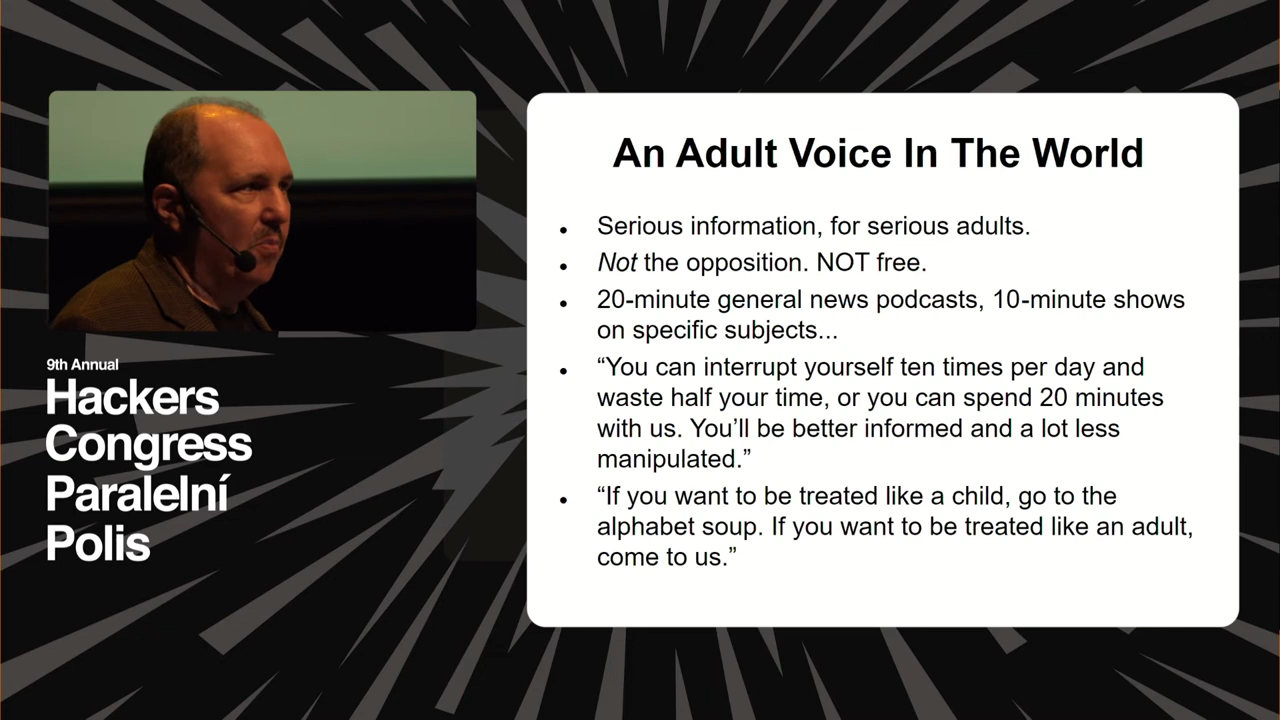 9th Annual
Hackers
Congress
Paralelní
Polis
An Adult Voice In The World
• Serious information, for serious adults.
• Not the opposition. NOT free.
• 20-minute general news podcasts, 10-minute shows
on specific subjects...
• “You can interrupt yourself ten times per day and
waste half your time, or you can spend 20 minutes
with us. You’ll be better informed and a lot less
manipulated.”
• “If you want to be treated like a child, go to the
alphabet soup. If you want to be treated like an adult,
come to us.”